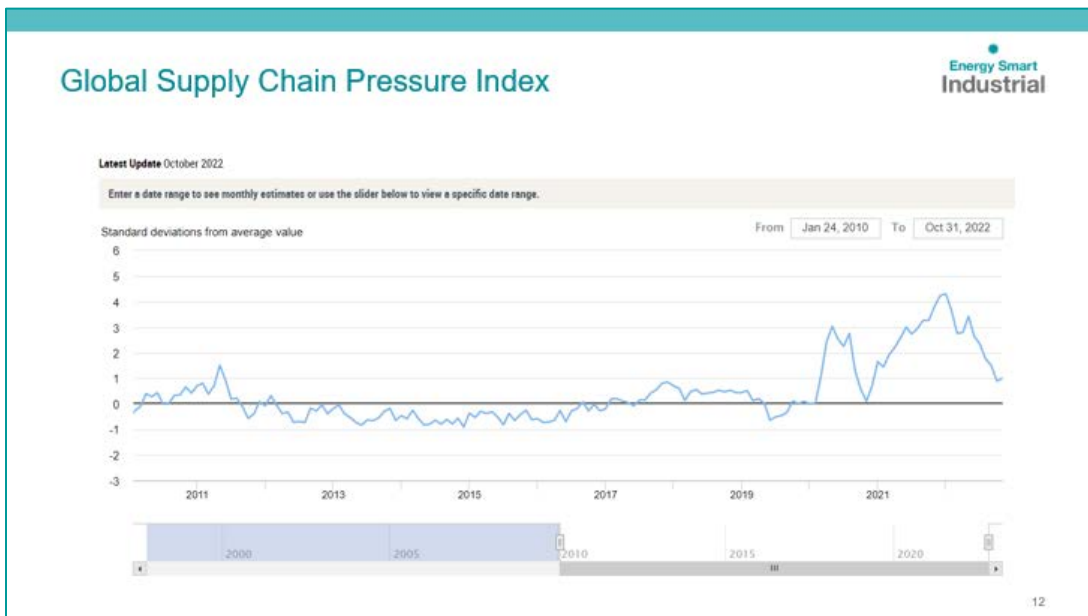 Global Supply Chain Pressure Index
Energy Smart
Industrial
Latest Update October 2022
Enter a date range to see monthly estimates or use the slider below to view a specific date range.
Standard deviations from average value
From Jan 24, 2010 To Oct 31, 2022
6
5
4
3
2
1
0
-1
-2
-3
2011 2013 2015 2017 2019 2021
2000 2005 2010 2015 2020
12